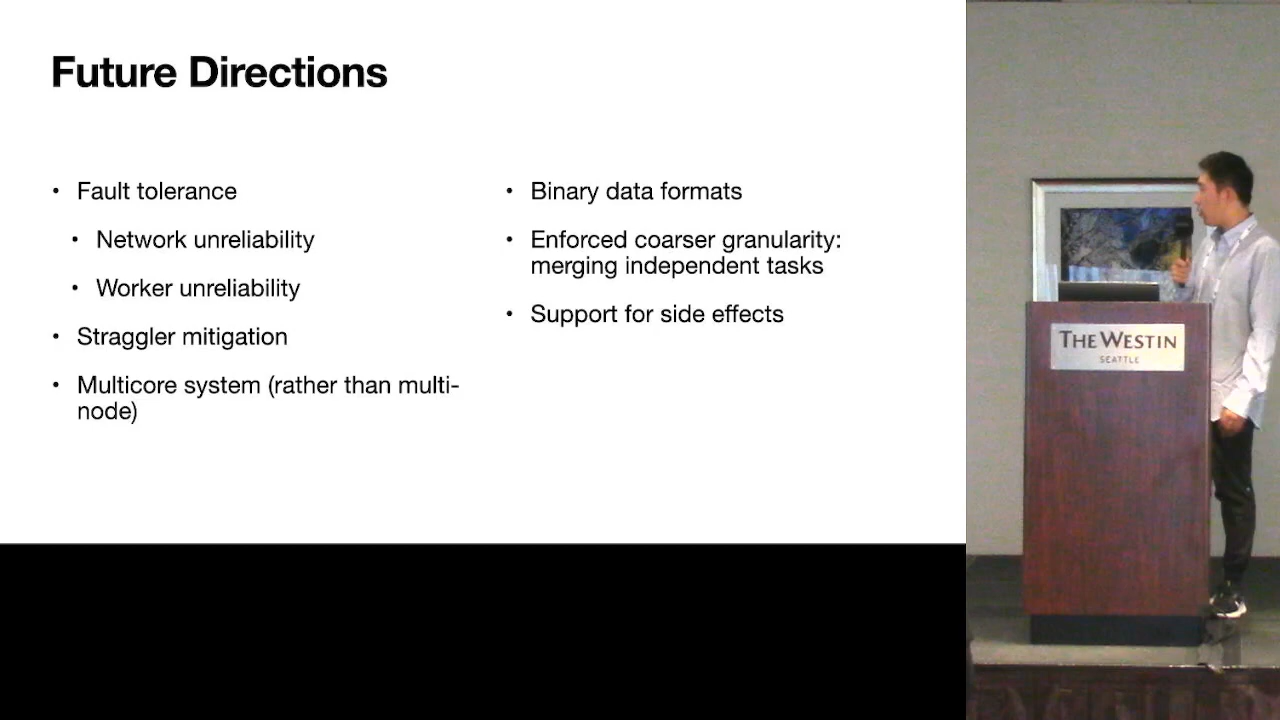 Future Directions
• Fault tolerance
• Network unreliability
• Worker unreliability
• Straggler mitigation
• Multicore system (rather than multi-
node)
• Binary data formats
• Enforced coarser granularity:
merging independent tasks
• Support for side effects
THE WESTIN
SEATTLE